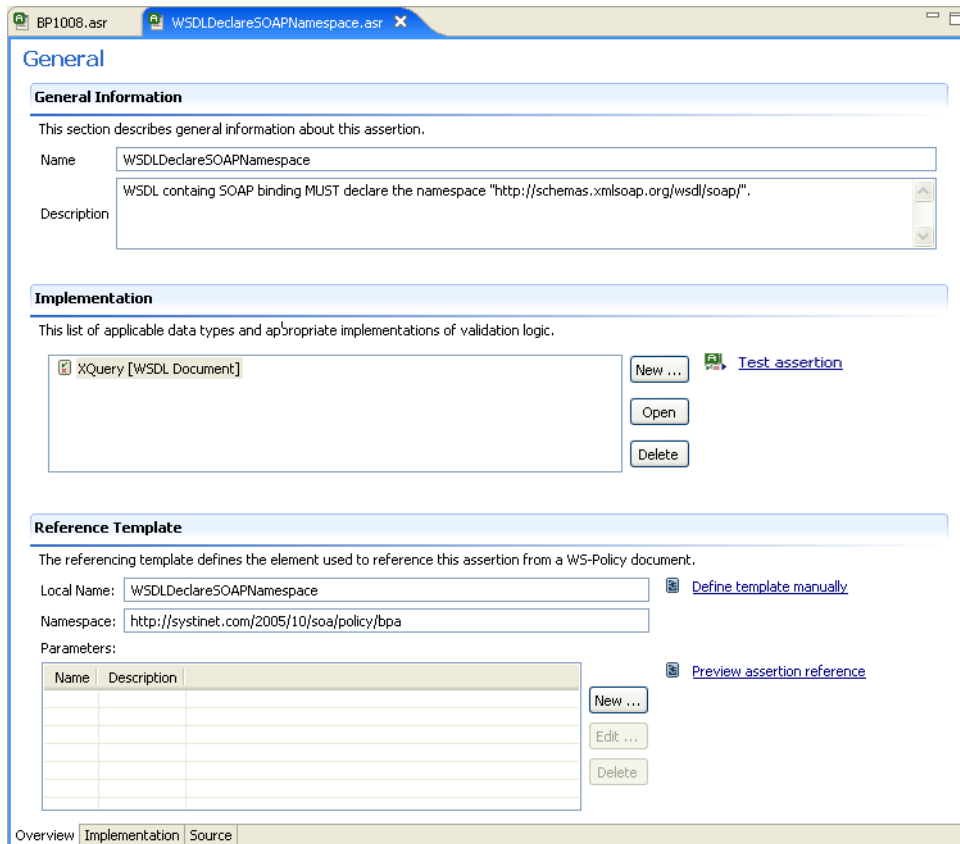 BP1008.asr
WSDLDeclareSOAPNamespace.asr
General
General Information
This section describes general information about this assertion.
Name
WSDLDeclareSOAPNamespace
WSDL containg SOAP binding MUST declare the namespace "http://schemas.xmlsoap.org/wsdl/soap/".
Description
Implementation
This list of applicable data types and appropriate implementations of validation logic.
XQuery [WSDL Document]
New ...
Test assertion
Open
Delete
Reference Template
The referencing template defines the element used to reference this assertion from a WS-Policy document.
Local Name: WSDLDeclareSOAPNamespace
Define template manually
Namespace: http://systinet.com/2005/10/soa/policy/bpa
Parameters:
Name Description
Preview assertion reference
New ...
Edit ...
Delete
Overview Implementation Source